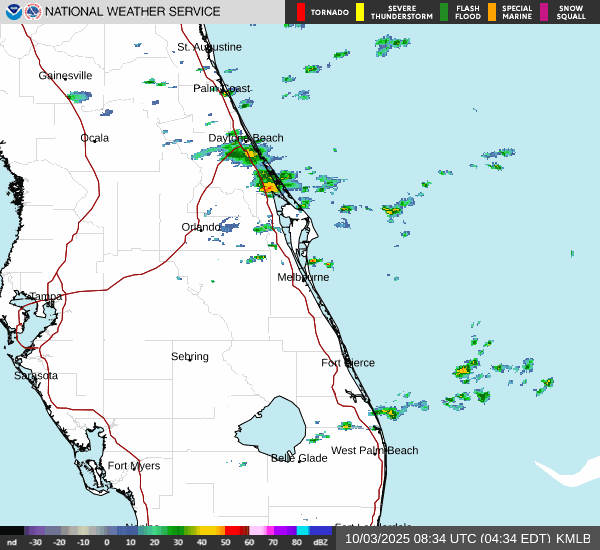 NATIONAL WEATHER SERVICE
TORNADO
SEVERE THUNDERSTORM
FLASH FLOOD
SPECIAL MARINE
SNOW SQUALL
St. Augustine
Gainesville
Palm Coast
Ocala
Daytona Beach
Orlando
Melbourne
Tampa
Sebring
Fort Pierce
Sarasota
West Palm Beach
Belle Glade
Fort Myers
nd -30 -20 -10 0 10 20 30 40 50 60 70 80 dBZ
10/03/2025 08:34 UTC (04:34 EDT) KMLB